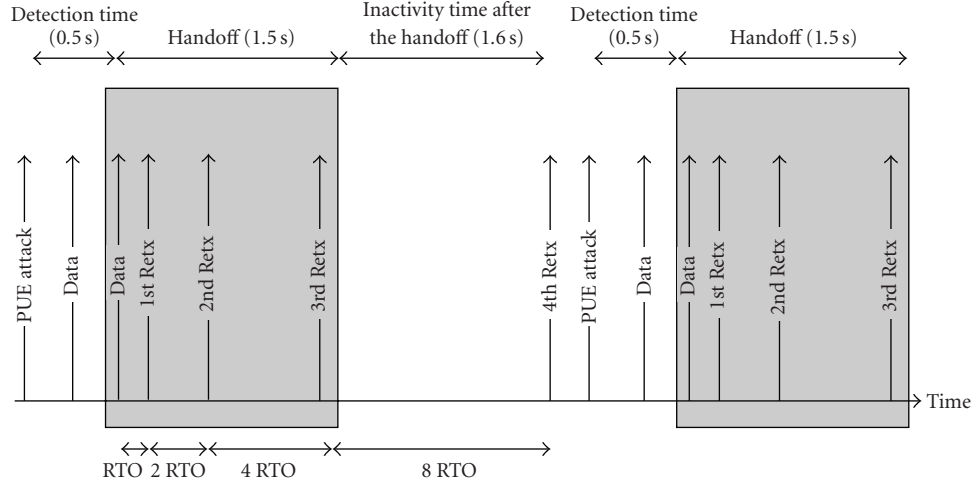 Detection time
(0.5 s)
Handoff (1.5 s)
Inactivity time after
the handoff (1.6 s)
Detection time
(0.5 s)
Handoff (1.5 s)
PUE attack
Data
Data
1st Retx
2nd Retx
3rd Retx
4th Retx
PUE attack
Data
Data
1st Retx
2nd Retx
3rd Retx
Time
RTO
2 RTO
4 RTO
8 RTO